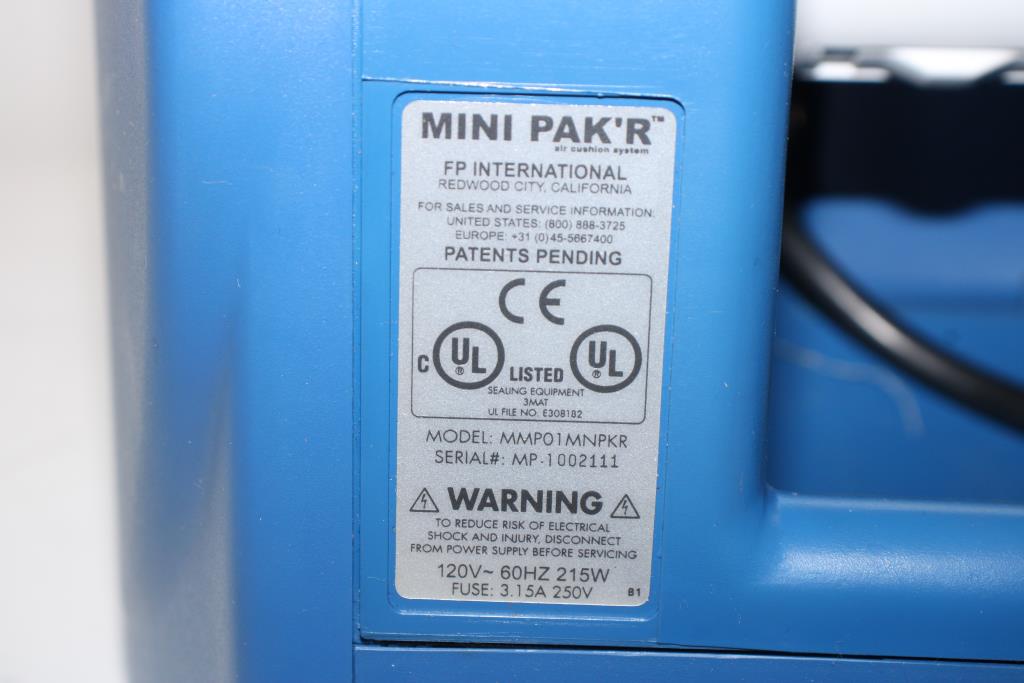 MINI PAK'R™
air cushion system
FP INTERNATIONAL
REDWOOD CITY, CALIFORNIA
FOR SALES AND SERVICE INFORMATION:
UNITED STATES: (800) 888-3725
EUROPE: +31 (0)45-5667400
PATENTS PENDING
CE
C UL ® LISTED UL ®
SEALING EQUIPMENT
3MAT
UL FILE NO. E308182
MODEL: MMP01MNPKR
SERIAL#: MP-1002111
WARNING
TO REDUCE RISK OF ELECTRICAL
SHOCK AND INJURY, DISCONNECT
FROM POWER SUPPLY BEFORE SERVICING
120V~ 60HZ 215W
FUSE: 3.15A 250V B1